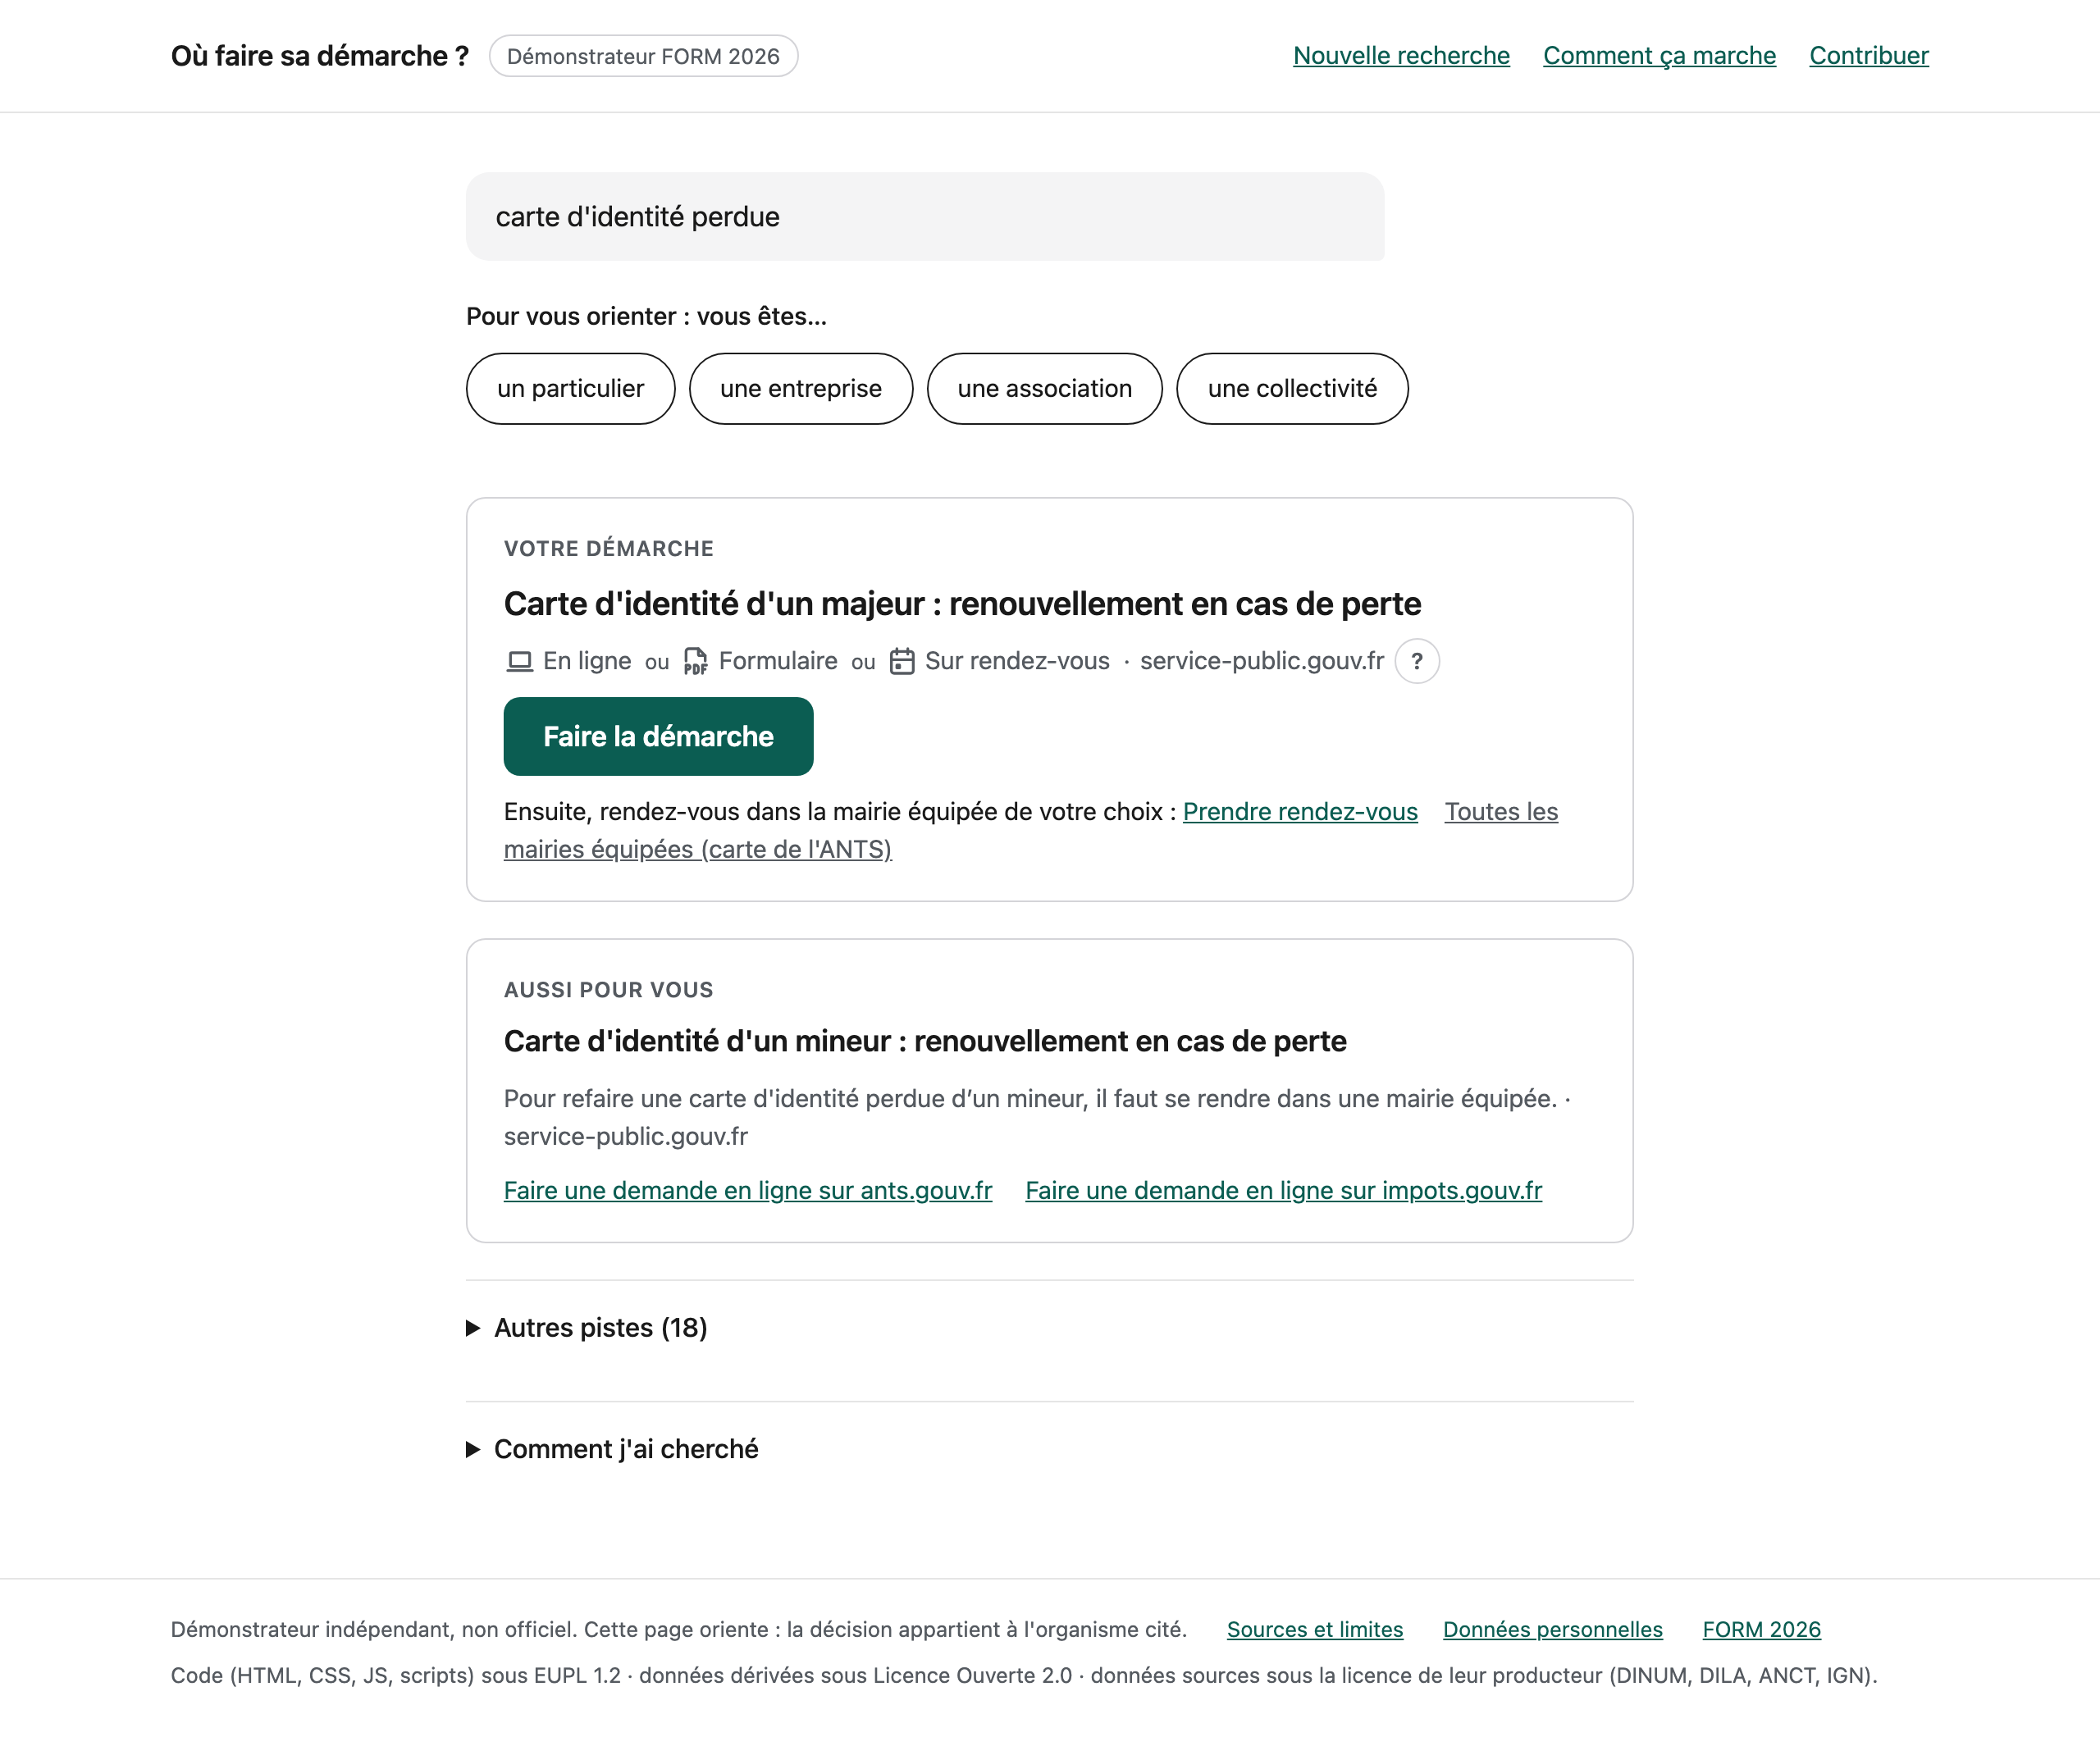 Où faire sa démarche ?
Démonstrateur FORM 2026
Nouvelle recherche
Comment ça marche
Contribuer
carte d'identité perdue
Pour vous orienter : vous êtes...
un particulier
une entreprise
une association
une collectivité
VOTRE DÉMARCHE
Carte d'identité d'un majeur : renouvellement en cas de perte
En ligne ou PDF Formulaire ou Sur rendez-vous · service-public.gouv.fr ?
Faire la démarche
Ensuite, rendez-vous dans la mairie équipée de votre choix : Prendre rendez-vous Toutes les
mairies équipées (carte de l'ANTS)
AUSSI POUR VOUS
Carte d'identité d'un mineur : renouvellement en cas de perte
Pour refaire une carte d'identité perdue d’un mineur, il faut se rendre dans une mairie équipée. ·
service-public.gouv.fr
Faire une demande en ligne sur ants.gouv.fr Faire une demande en ligne sur impots.gouv.fr
Autres pistes (18)
Comment j'ai cherché
Démonstrateur indépendant, non officiel. Cette page oriente : la décision appartient à l'organisme cité. Sources et limites Données personnelles FORM 2026
Code (HTML, CSS, JS, scripts) sous EUPL 1.2 · données dérivées sous Licence Ouverte 2.0 · données sources sous la licence de leur producteur (DINUM, DILA, ANCT, IGN).